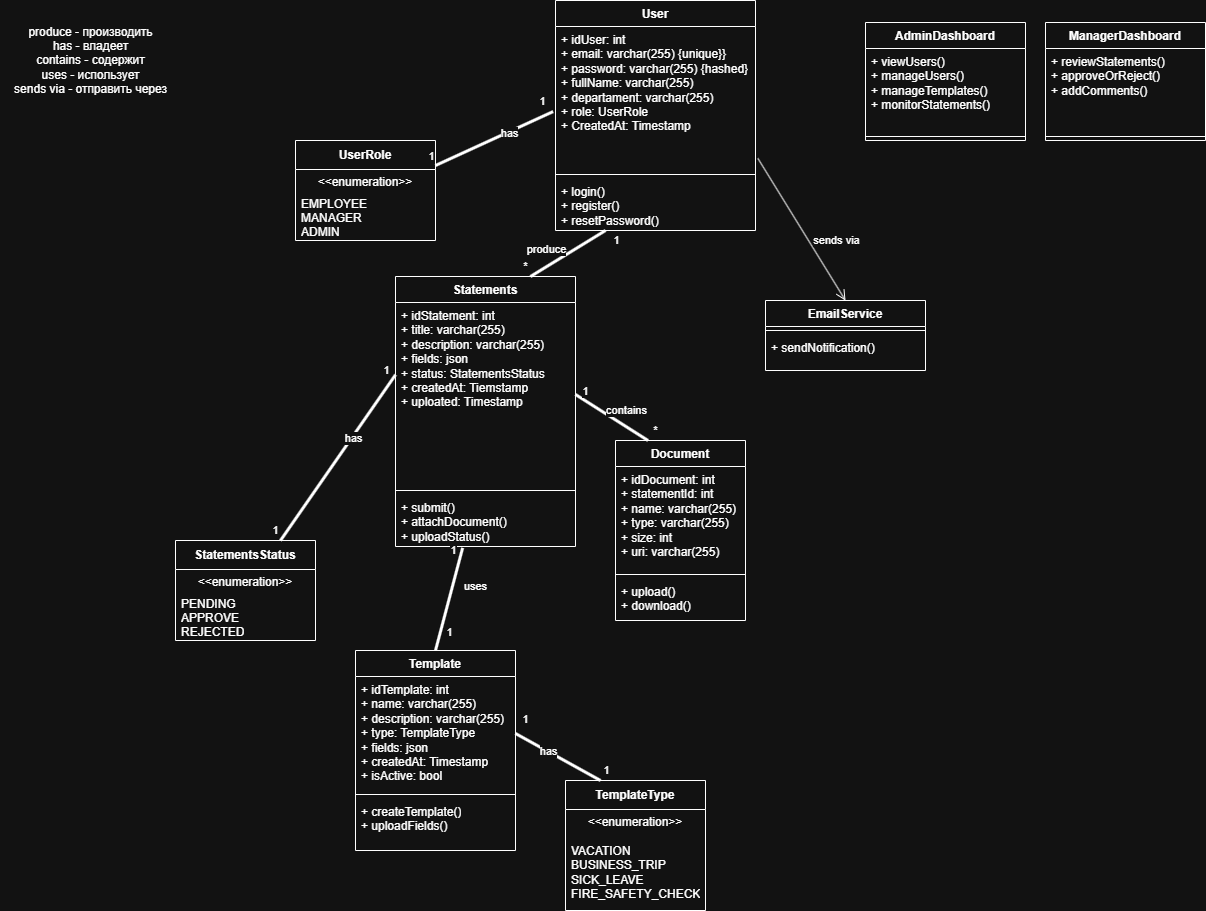 produce - производить
has - владеет
contains - содержит
uses - использует
sends via - отправить через
User
+ idUser: int
+ email: varchar(255) {unique}}
+ password: varchar(255) {hashed}
+ fullName: varchar(255)
+ departament: varchar(255)
+ role: UserRole
+ CreatedAt: Timestamp
+ login()
+ register()
+ resetPassword()
AdminDashboard
+ viewUsers()
+ manageUsers()
+ manageTemplates()
+ monitorStatements()
ManagerDashboard
+ reviewStatements()
+ approveOrReject()
+ addComments()
1
has
1
UserRole
<<enumeration>>
EMPLOYEE
MANAGER
ADMIN
sends via
1
produce
*
EmailService
+ sendNotification()
Statements
+ idStatement: int
+ title: varchar(255)
+ description: varchar(255)
+ fields: json
+ status: StatementsStatus
+ createdAt: Tiemstamp
+ uploaded: Timestamp
+ submit()
+ attachDocument()
+ uploadStatus()
1
has
1
1
contains
*
Document
+ idDocument: int
+ statementId: int
+ name: varchar(255)
+ type: varchar(255)
+ size: int
+ uri: varchar(255)
+ upload()
+ download()
StatementsStatus
<<enumeration>>
PENDING
APPROVE
REJECTED
1
uses
1
Template
+ idTemplate: int
+ name: varchar(255)
+ description: varchar(255)
+ type: TemplateType
+ fields: json
+ createdAt: Timestamp
+ isActive: bool
+ createTemplate()
+ uploadFields()
1
has
1
TemplateType
<<enumeration>>
VACATION
BUSINESS_TRIP
SICK_LEAVE
FIRE_SAFETY_CHECK